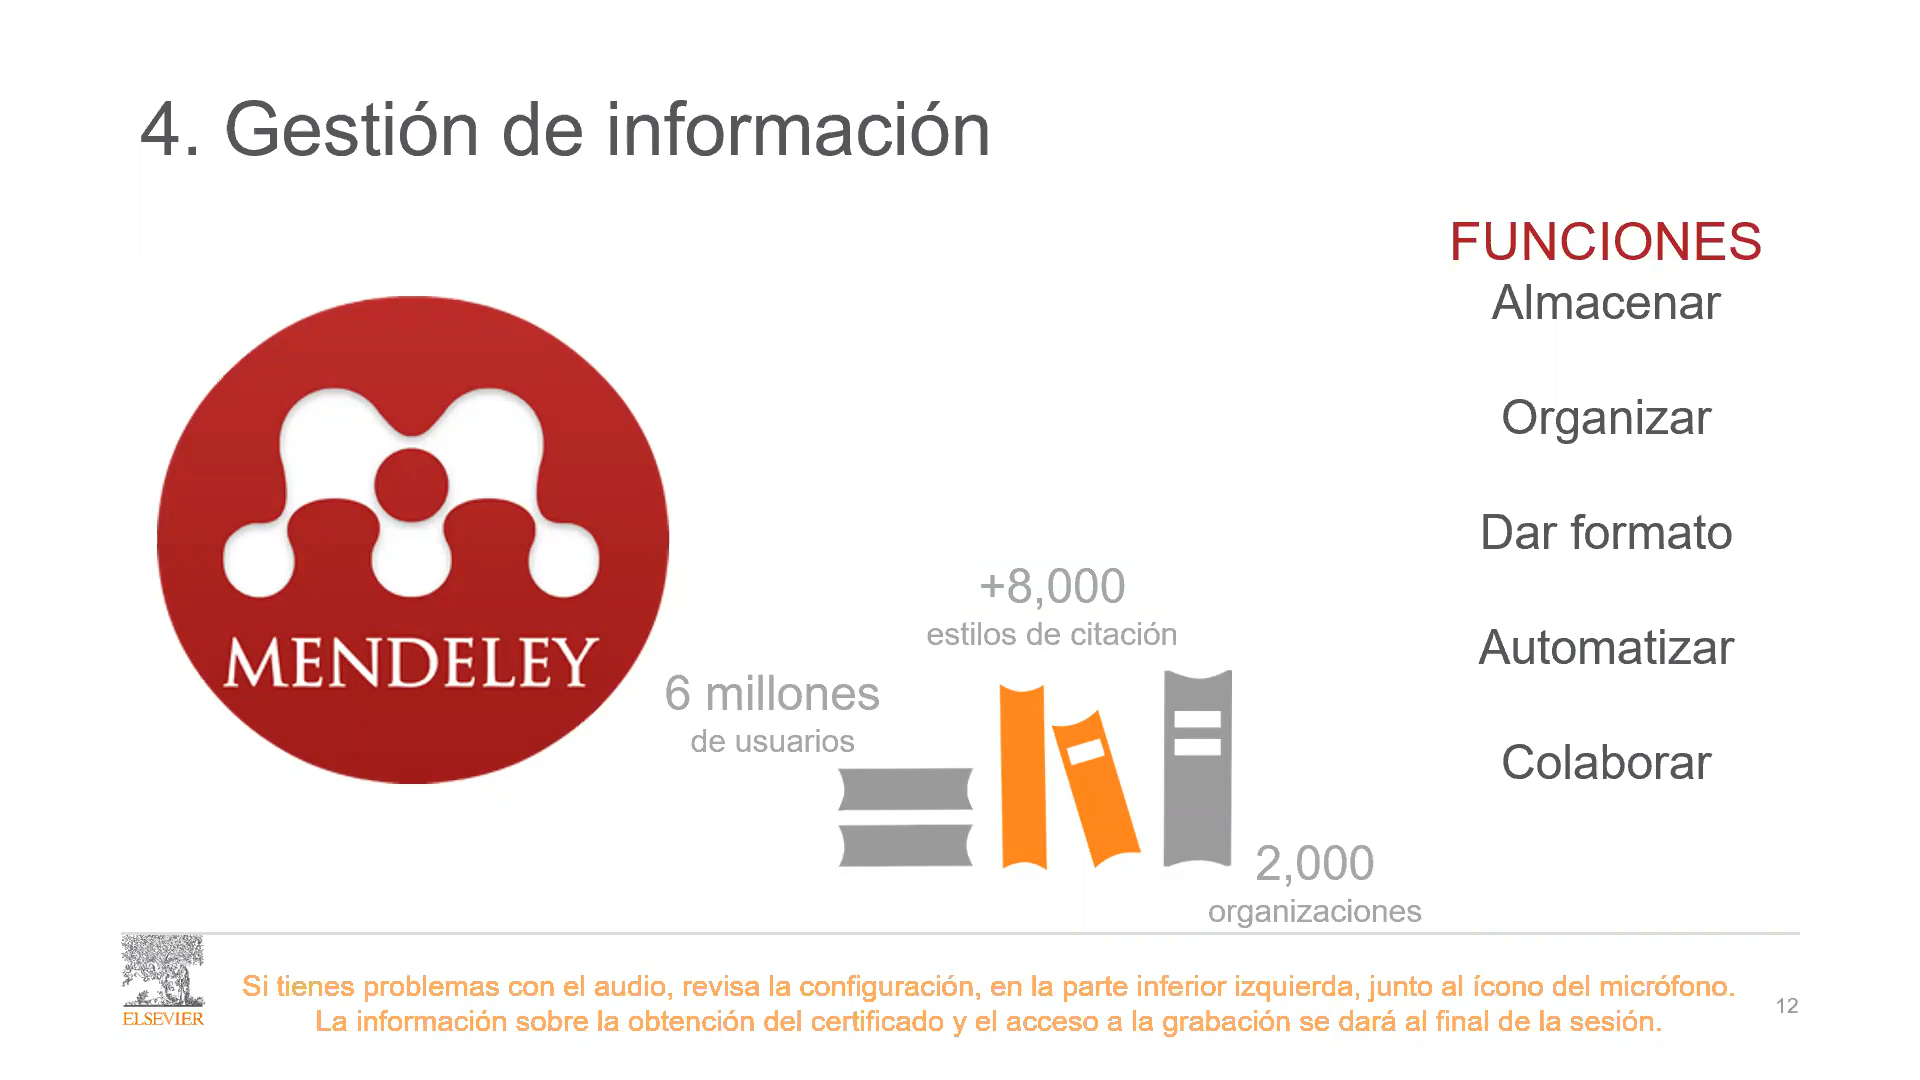 4. Gestión de información
FUNCIONES
Almacenar
Organizar
Dar formato
Automatizar
Colaborar
MENDELEY
+8,000
estilos de citación
6 millones
de usuarios
2,000
organizaciones
ELSEVIER
Si tienes problemas con el audio, revisa la configuración, en la parte inferior izquierda, junto al ícono del micrófono.
La información sobre la obtención del certificado y el acceso a la grabación se dará al final de la sesión.
12